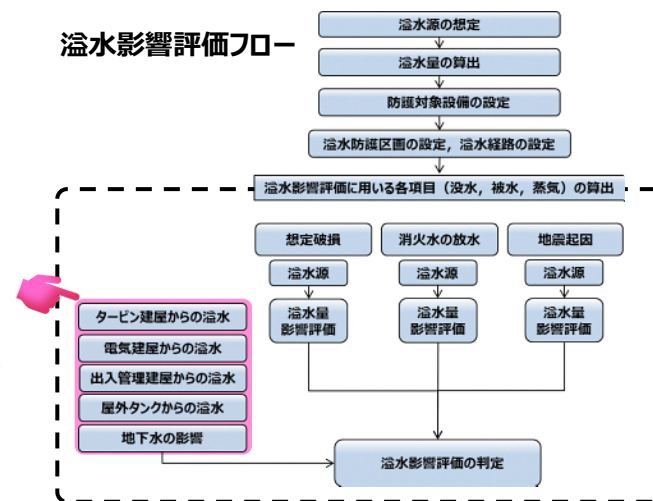 溢水影響評価フロー
溢水源の想定
溢水量の算出
防護対象設備の設定
溢水防護区画の設定，溢水経路の設定
溢水影響評価に用いる各項目（没水，被水，蒸気）の算出
想定破損
消火水の放水
地震起因
溢水源
溢水源
溢水源
溢水量
影響評価
溢水量
影響評価
溢水量
影響評価
タービン建屋からの溢水
電気建屋からの溢水
出入管理建屋からの溢水
屋外タンクからの溢水
地下水の影響
溢水影響評価の判定